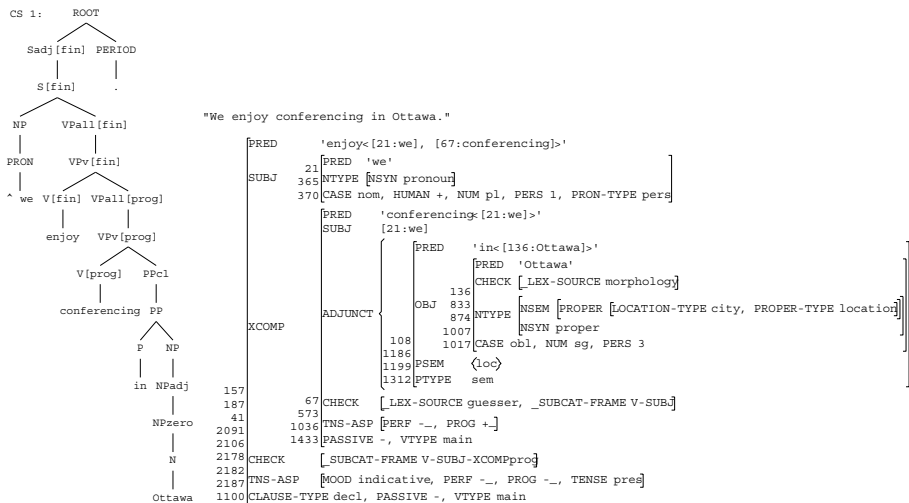 CS 1: ROOT
Sadj[fin] PERIOD
S[fin] .
NP VPall[fin]
PRON VPv[fin]
^ we V[fin] VPall[prog]
enjoy VPv[prog]
V[prog] PPcl
conferencing PP
P NP
in NPadj
NPzero
N
Ottawa
"We enjoy conferencing in Ottawa."
PRED 'enjoy<[21:we], [67:conferencing]>'
PRED 'we'
21
SUBJ
365 NTYPE [NSYN pronoun]
370 CASE nom, HUMAN +, NUM pl, PERS 1, PRON-TYPE pers
PRED 'conferencing<[21:we]>'
SUBJ [21:we]
PRED 'in<[136:Ottawa]>'
PRED 'Ottawa'
CHECK [_LEX-SOURCE morphology]
136
OBJ 833
NSEM [PROPER [LOCATION-TYPE city, PROPER-TYPE location]]
874 NTYPE
1007 NSYN proper
XCOMP ADJUNCT
108 1017 CASE obl, NUM sg, PERS 3
1186
1199 PSEM {loc}
1312 PTYPE sem
157
67 CHECK [_LEX-SOURCE guesser, _SUBCAT-FRAME V-SUBJ]
187
573
41
1036 TNS-ASP [PERF -_, PROG +_]
2091
1433 PASSIVE -, VTYPE main
2106
2178 CHECK [_SUBCAT-FRAME V-SUBJ-XCOMPprog]
2182
2187 TNS-ASP [MOOD indicative, PERF -_, PROG -_, TENSE pres]
1100 CLAUSE-TYPE decl, PASSIVE -, VTYPE main